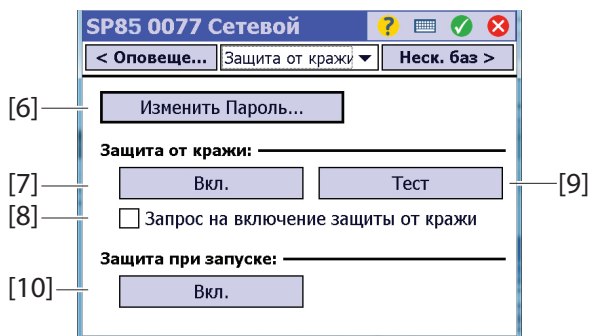 SP85 0077 Сетевой ?
< Оповеще... Защита от кражи Неск. баз >
[6] Изменить Пароль...
Защита от кражи:
[7] Вкл. Тест [9]
[8] Запрос на включение защиты от кражи
Защита при запуске:
[10] Вкл.